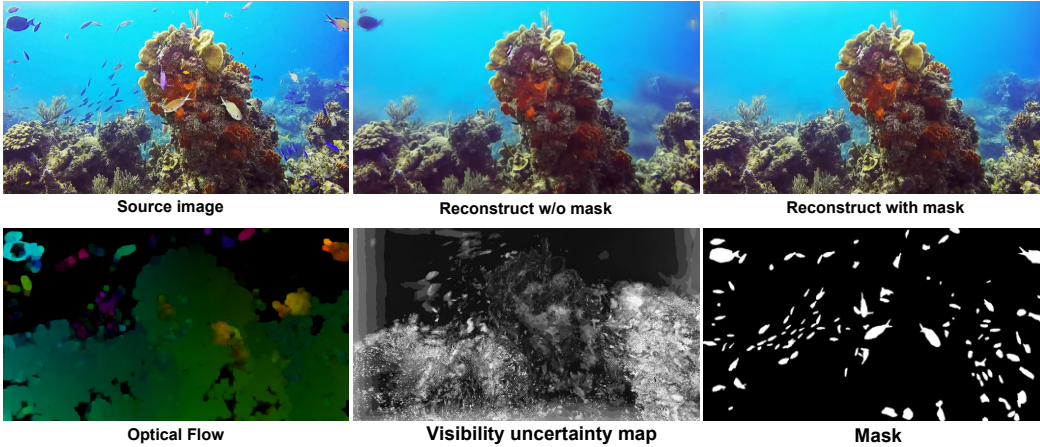 Source image
Reconstruct w/o mask
Reconstruct with mask
Optical Flow
Visibility uncertainty map
Mask